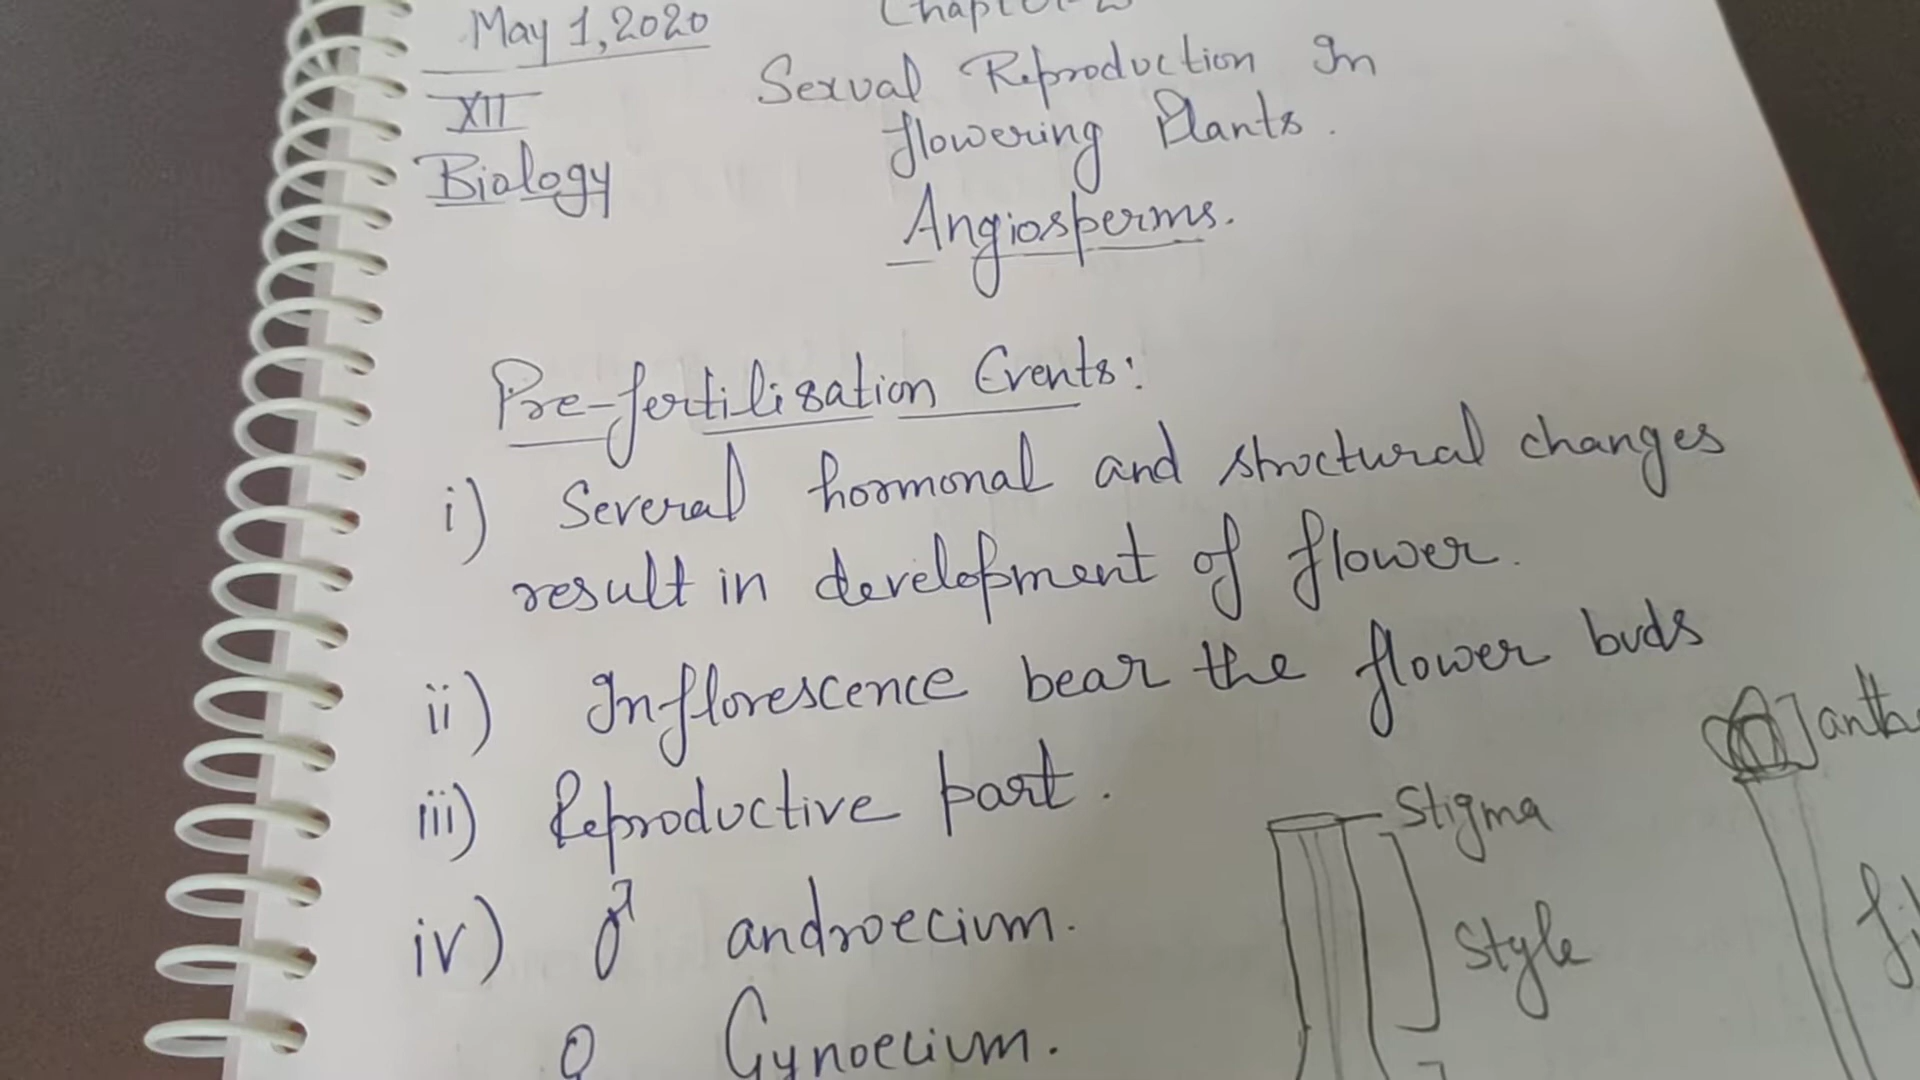 May 1, 2020
XII
Biology
Chapter-2
Sexual Reproduction In
flowering Plants.
Angiosperms.
Pre-fertilisation Events:
i) Several hormonal and structural changes
result in development of flower.
ii) Inflorescence bear the flower buds
iii) Reproductive part.
iv) ♂ androecium.
♀ Gynoecium.
Stigma
Style